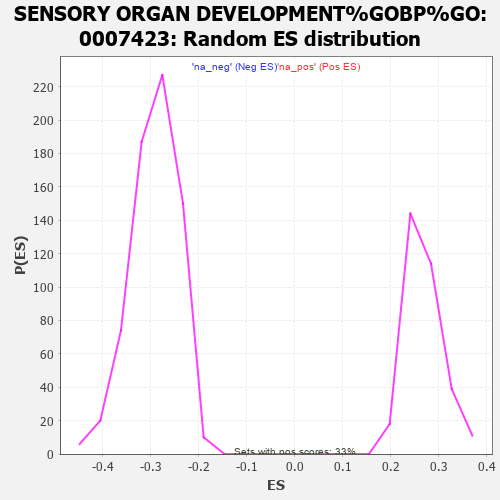 SENSORY ORGAN DEVELOPMENT%GOBP%GO:
0007423: Random ES distribution
'na_neg' (Neg ES)'na_pos' (Pos ES)
220
200
180
160
140
120
100
80
60
40
20
0
P(ES)
Sets with pos scores: 33%
-0.4 -0.3 -0.2 -0.1 0.0 0.1 0.2 0.3 0.4
ES